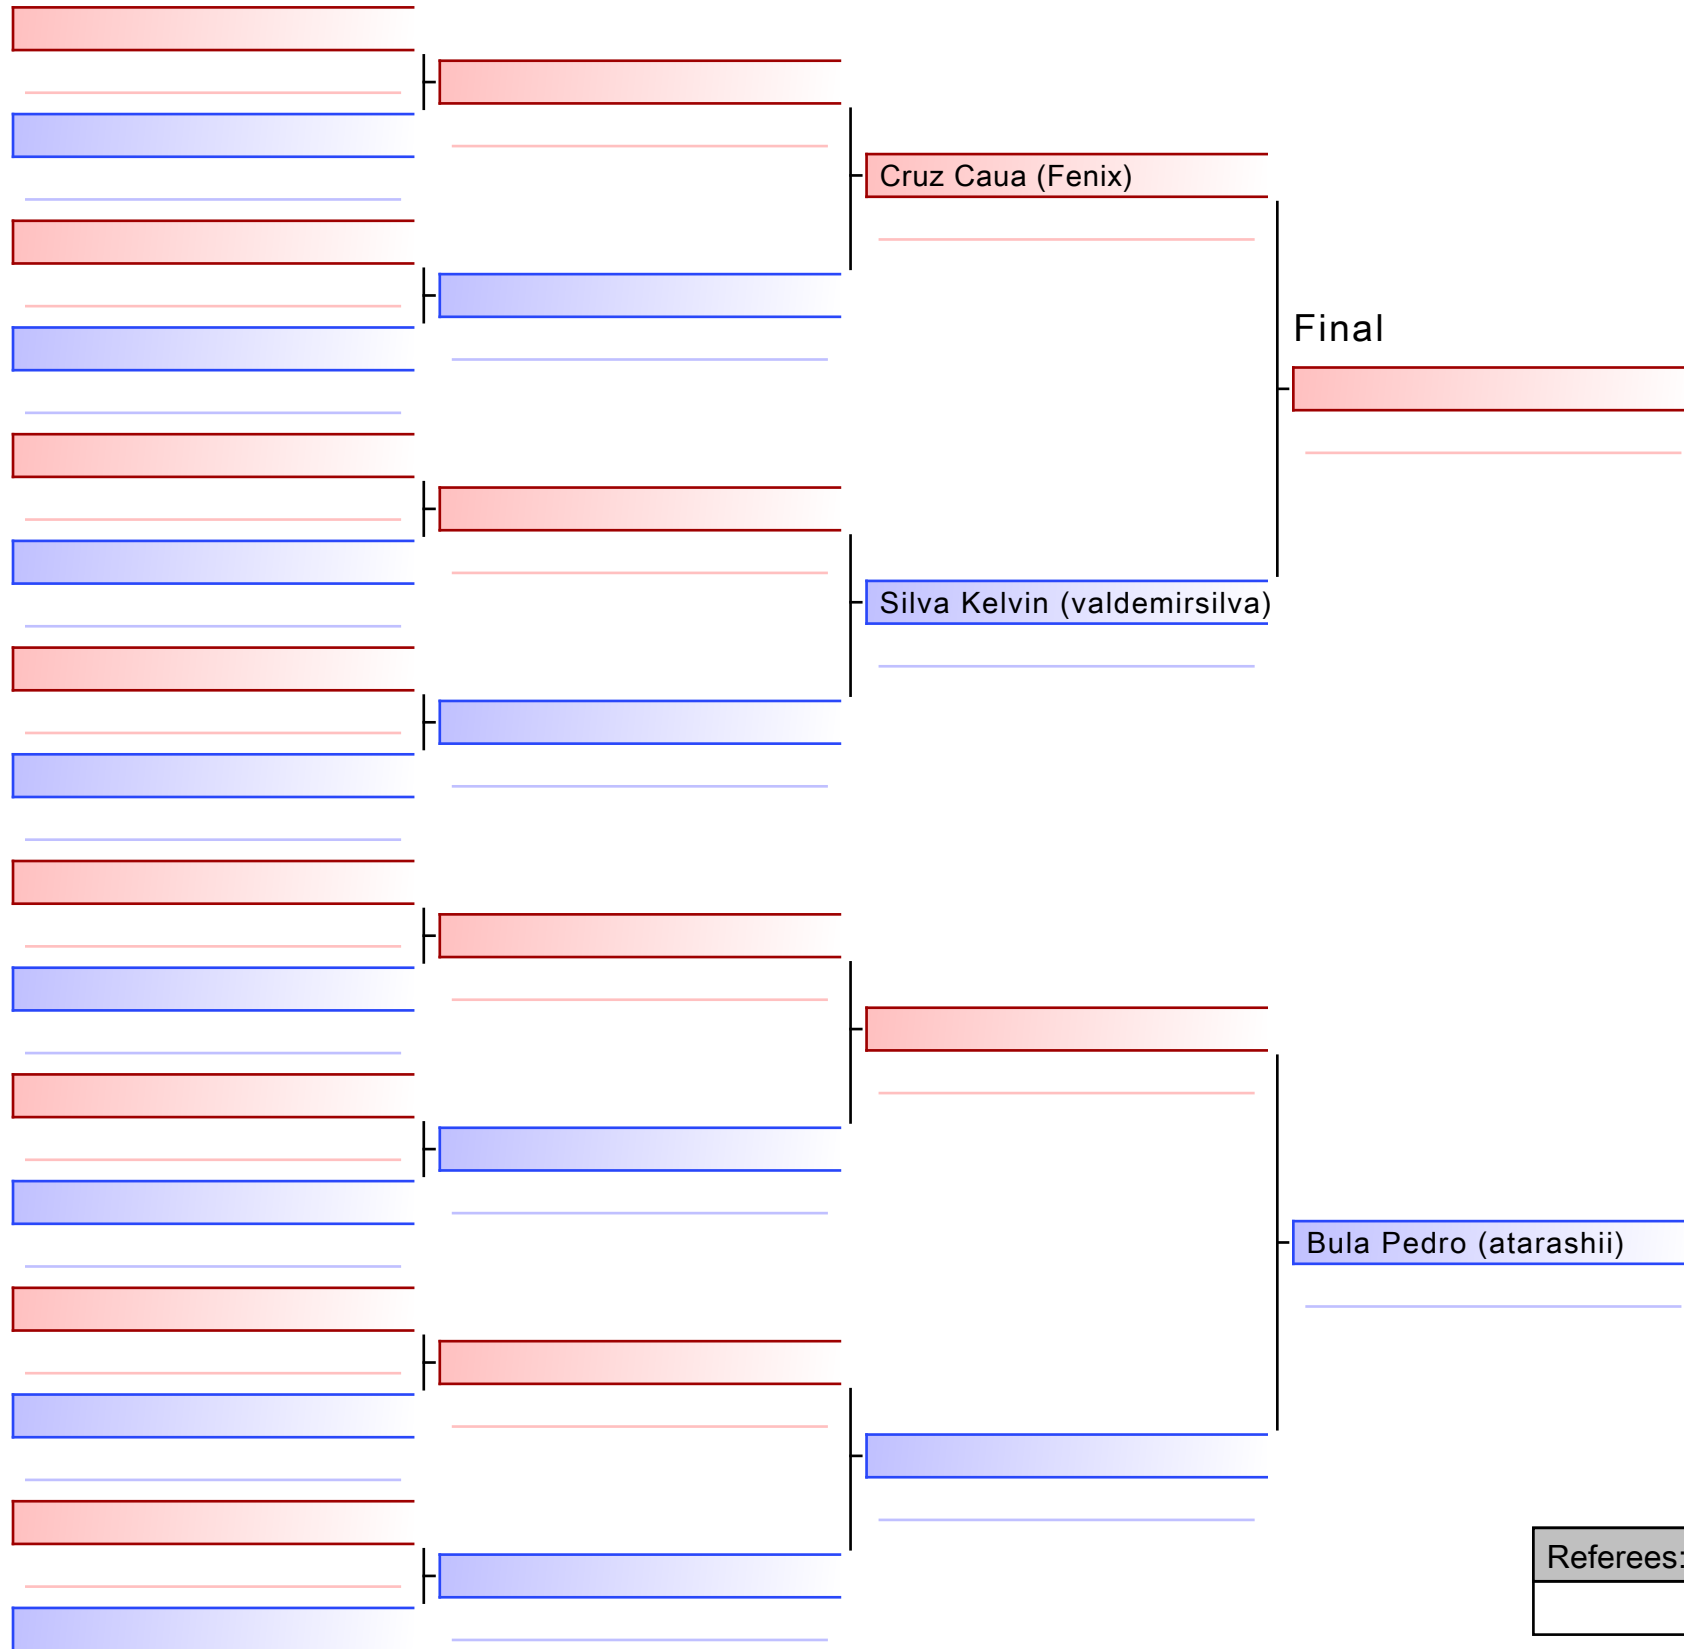 Cruz Caua (Fenix)
Final
Silva Kelvin (valdemirsilva)
Bula Pedro (atarashii)
Referees: